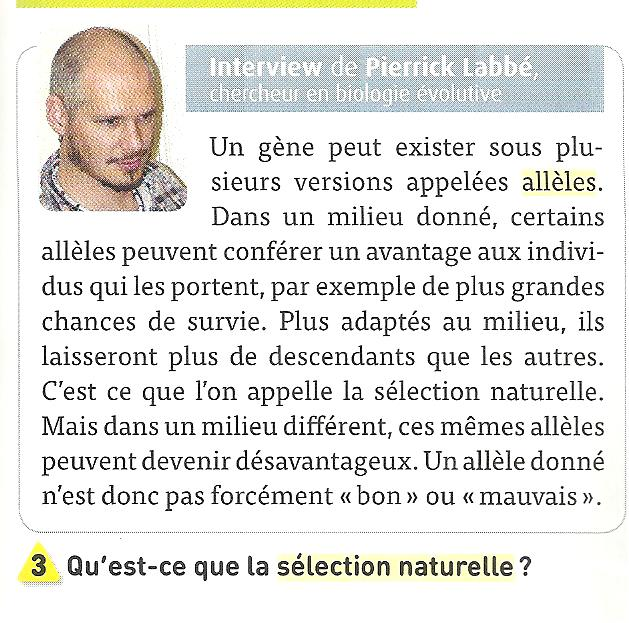 Interview de Pierrick Labbé,
chercheur en biologie évolutive
Un gène peut exister sous plu-
sieurs versions appelées allèles.
Dans un milieu donné, certains
allèles peuvent conférer un avantage aux indivi-
dus qui les portent, par exemple de plus grandes
chances de survie. Plus adaptés au milieu, ils
laisseront plus de descendants que les autres.
C'est ce que l'on appelle la sélection naturelle.
Mais dans un milieu différent, ces mêmes allèles
peuvent devenir désavantageux. Un allèle donné
n'est donc pas forcément « bon » ou « mauvais ».
3 Qu'est-ce que la sélection naturelle ?